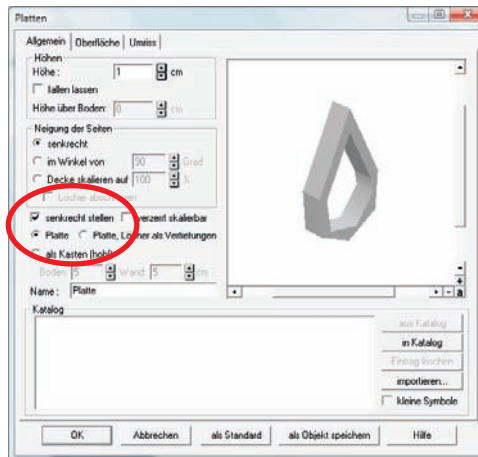 Platten
Allgemein Oberfläche Umriss
Höhen
Höhe : 1 cm
fallen lassen
Höhe über Boden: 0 cm
Neigung der Seiten
senkrecht
im Winkel von 90 Grad
Decke skalieren auf 100 %
Löcher abschrägen
senkrecht stellen verzerrt skalierbar
Platte Platte, Löcher als Vertiefungen
als Kasten (hohl)
Boden: 5 Wand: 5 cm
Name : Platte
Katalog
aus Katalog
in Katalog
Eintrag löschen
importieren...
kleine Symbole
OK Abbrechen als Standard als Objekt speichern Hilfe